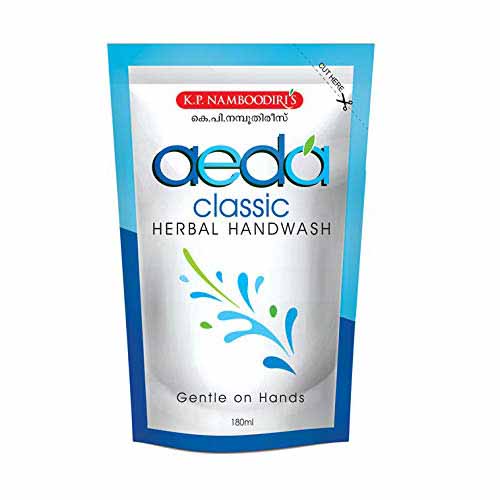 CUT HERE
K.P. NAMBOODIRI'S
കെ.പി.നമ്പൂതിരീസ്
aeda
classic
HERBAL HANDWASH
Gentle on Hands
180ml